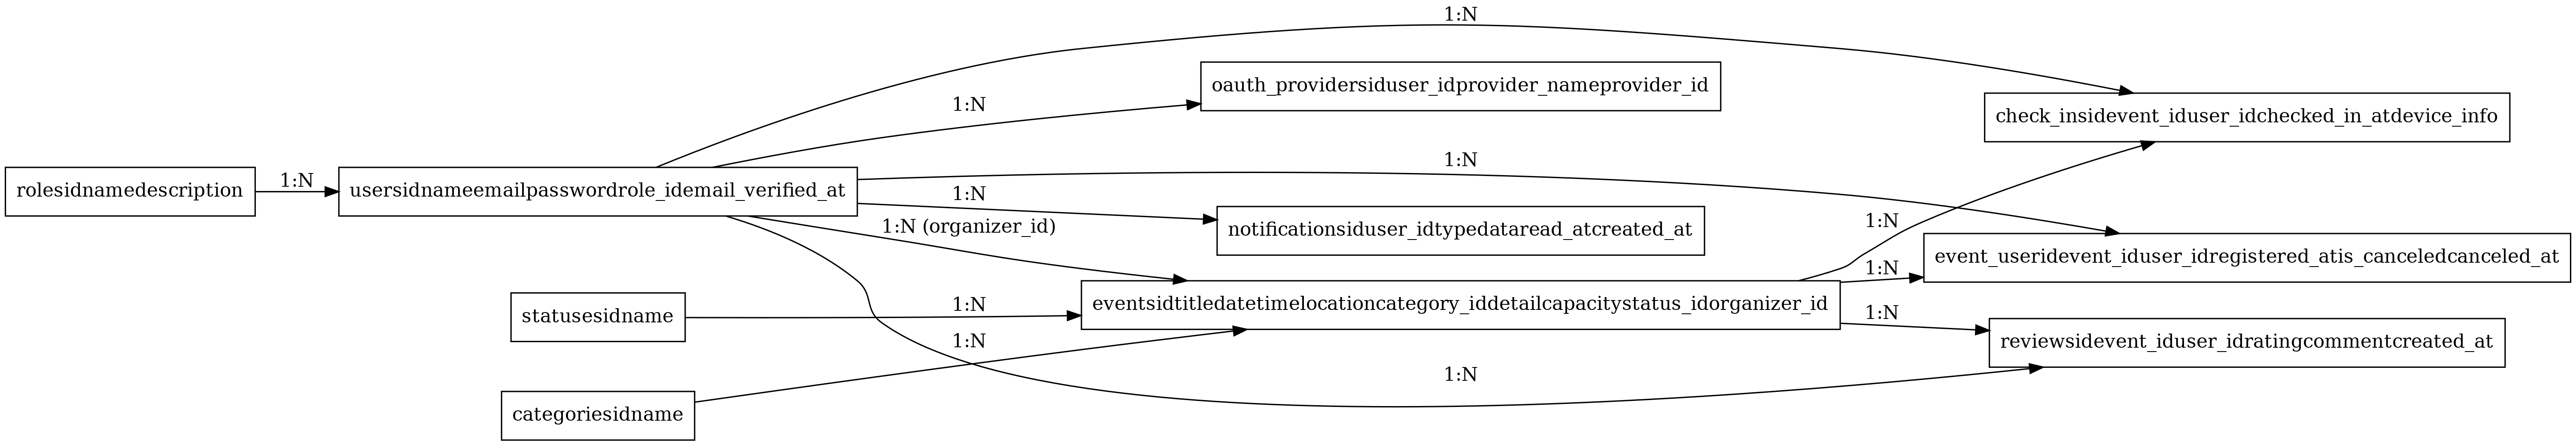 1:N
oauth_providersiduser_idprovider_nameprovider_id
1:N
check_insidevent_iduser_idchecked_in_atdevice_info
1:N
rolesidnamedescription
1:N
usersidnameemailpasswordrole_idemail_verified_at
1:N
notificationsiduser_idtypedataread_atcreated_at
1:N (organizer_id)
1:N
event_useridevent_iduser_idregistered_atis_canceledcanceled_at
1:N
statusesidname
1:N
eventsidtitledatetimelocationcategory_iddetailcapacitystatus_idorganizer_id
1:N
reviewsidevent_iduser_idratingcommentcreated_at
1:N
1:N
categoriesidname